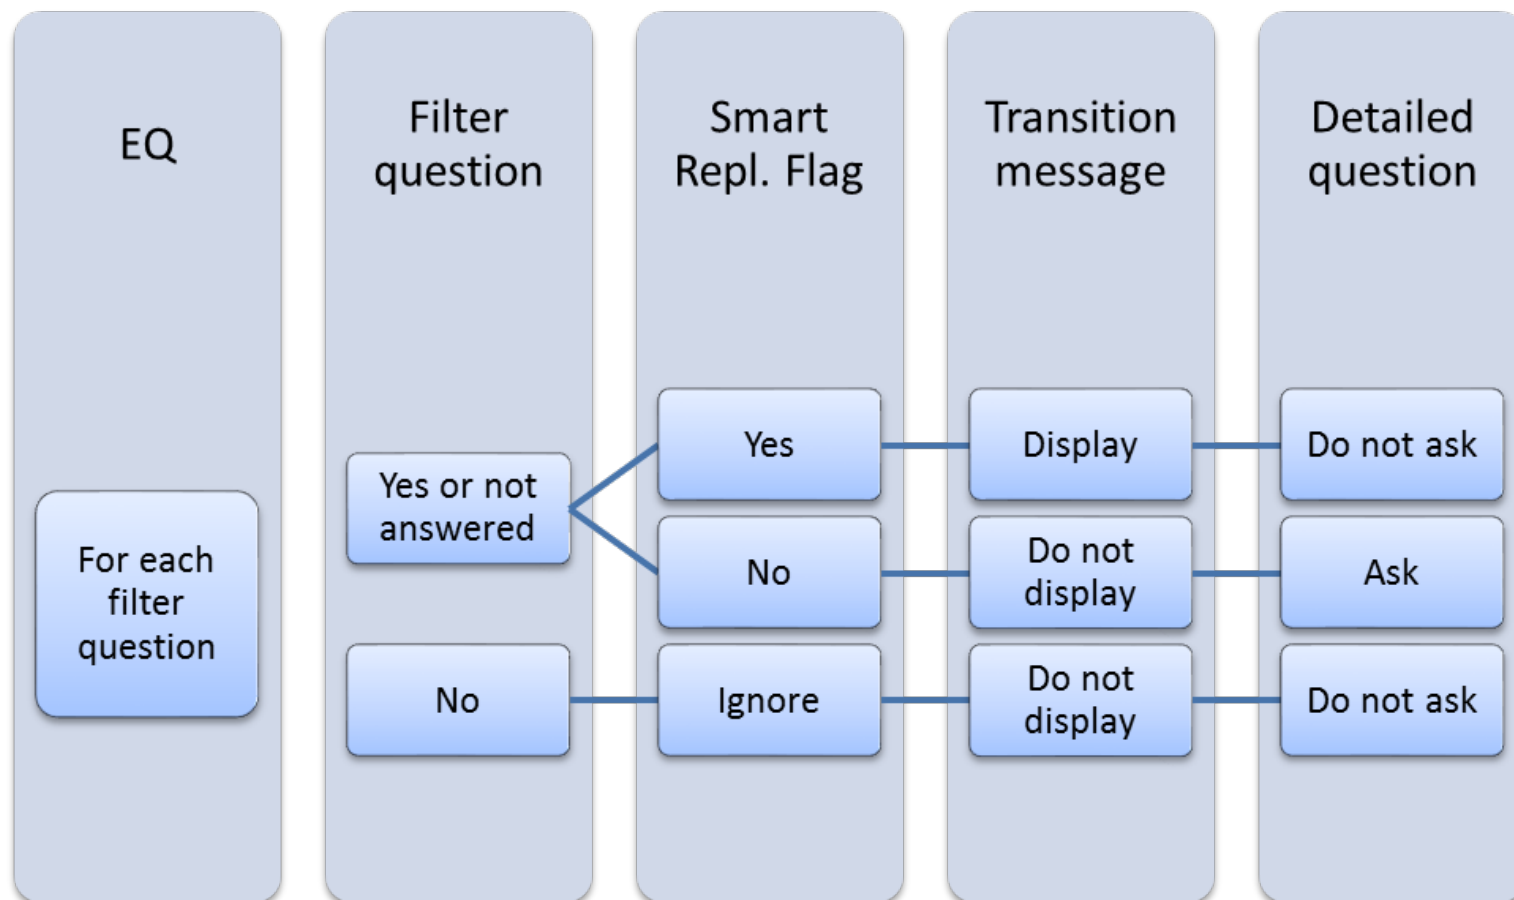 EQ
Filter
question
Smart
Repl. Flag
Transition
message
Detailed
question
For each
filter
question
Yes or not
answered
No
Yes
No
Ignore
Display
Do not
display
Do not
display
Do not ask
Ask
Do not ask